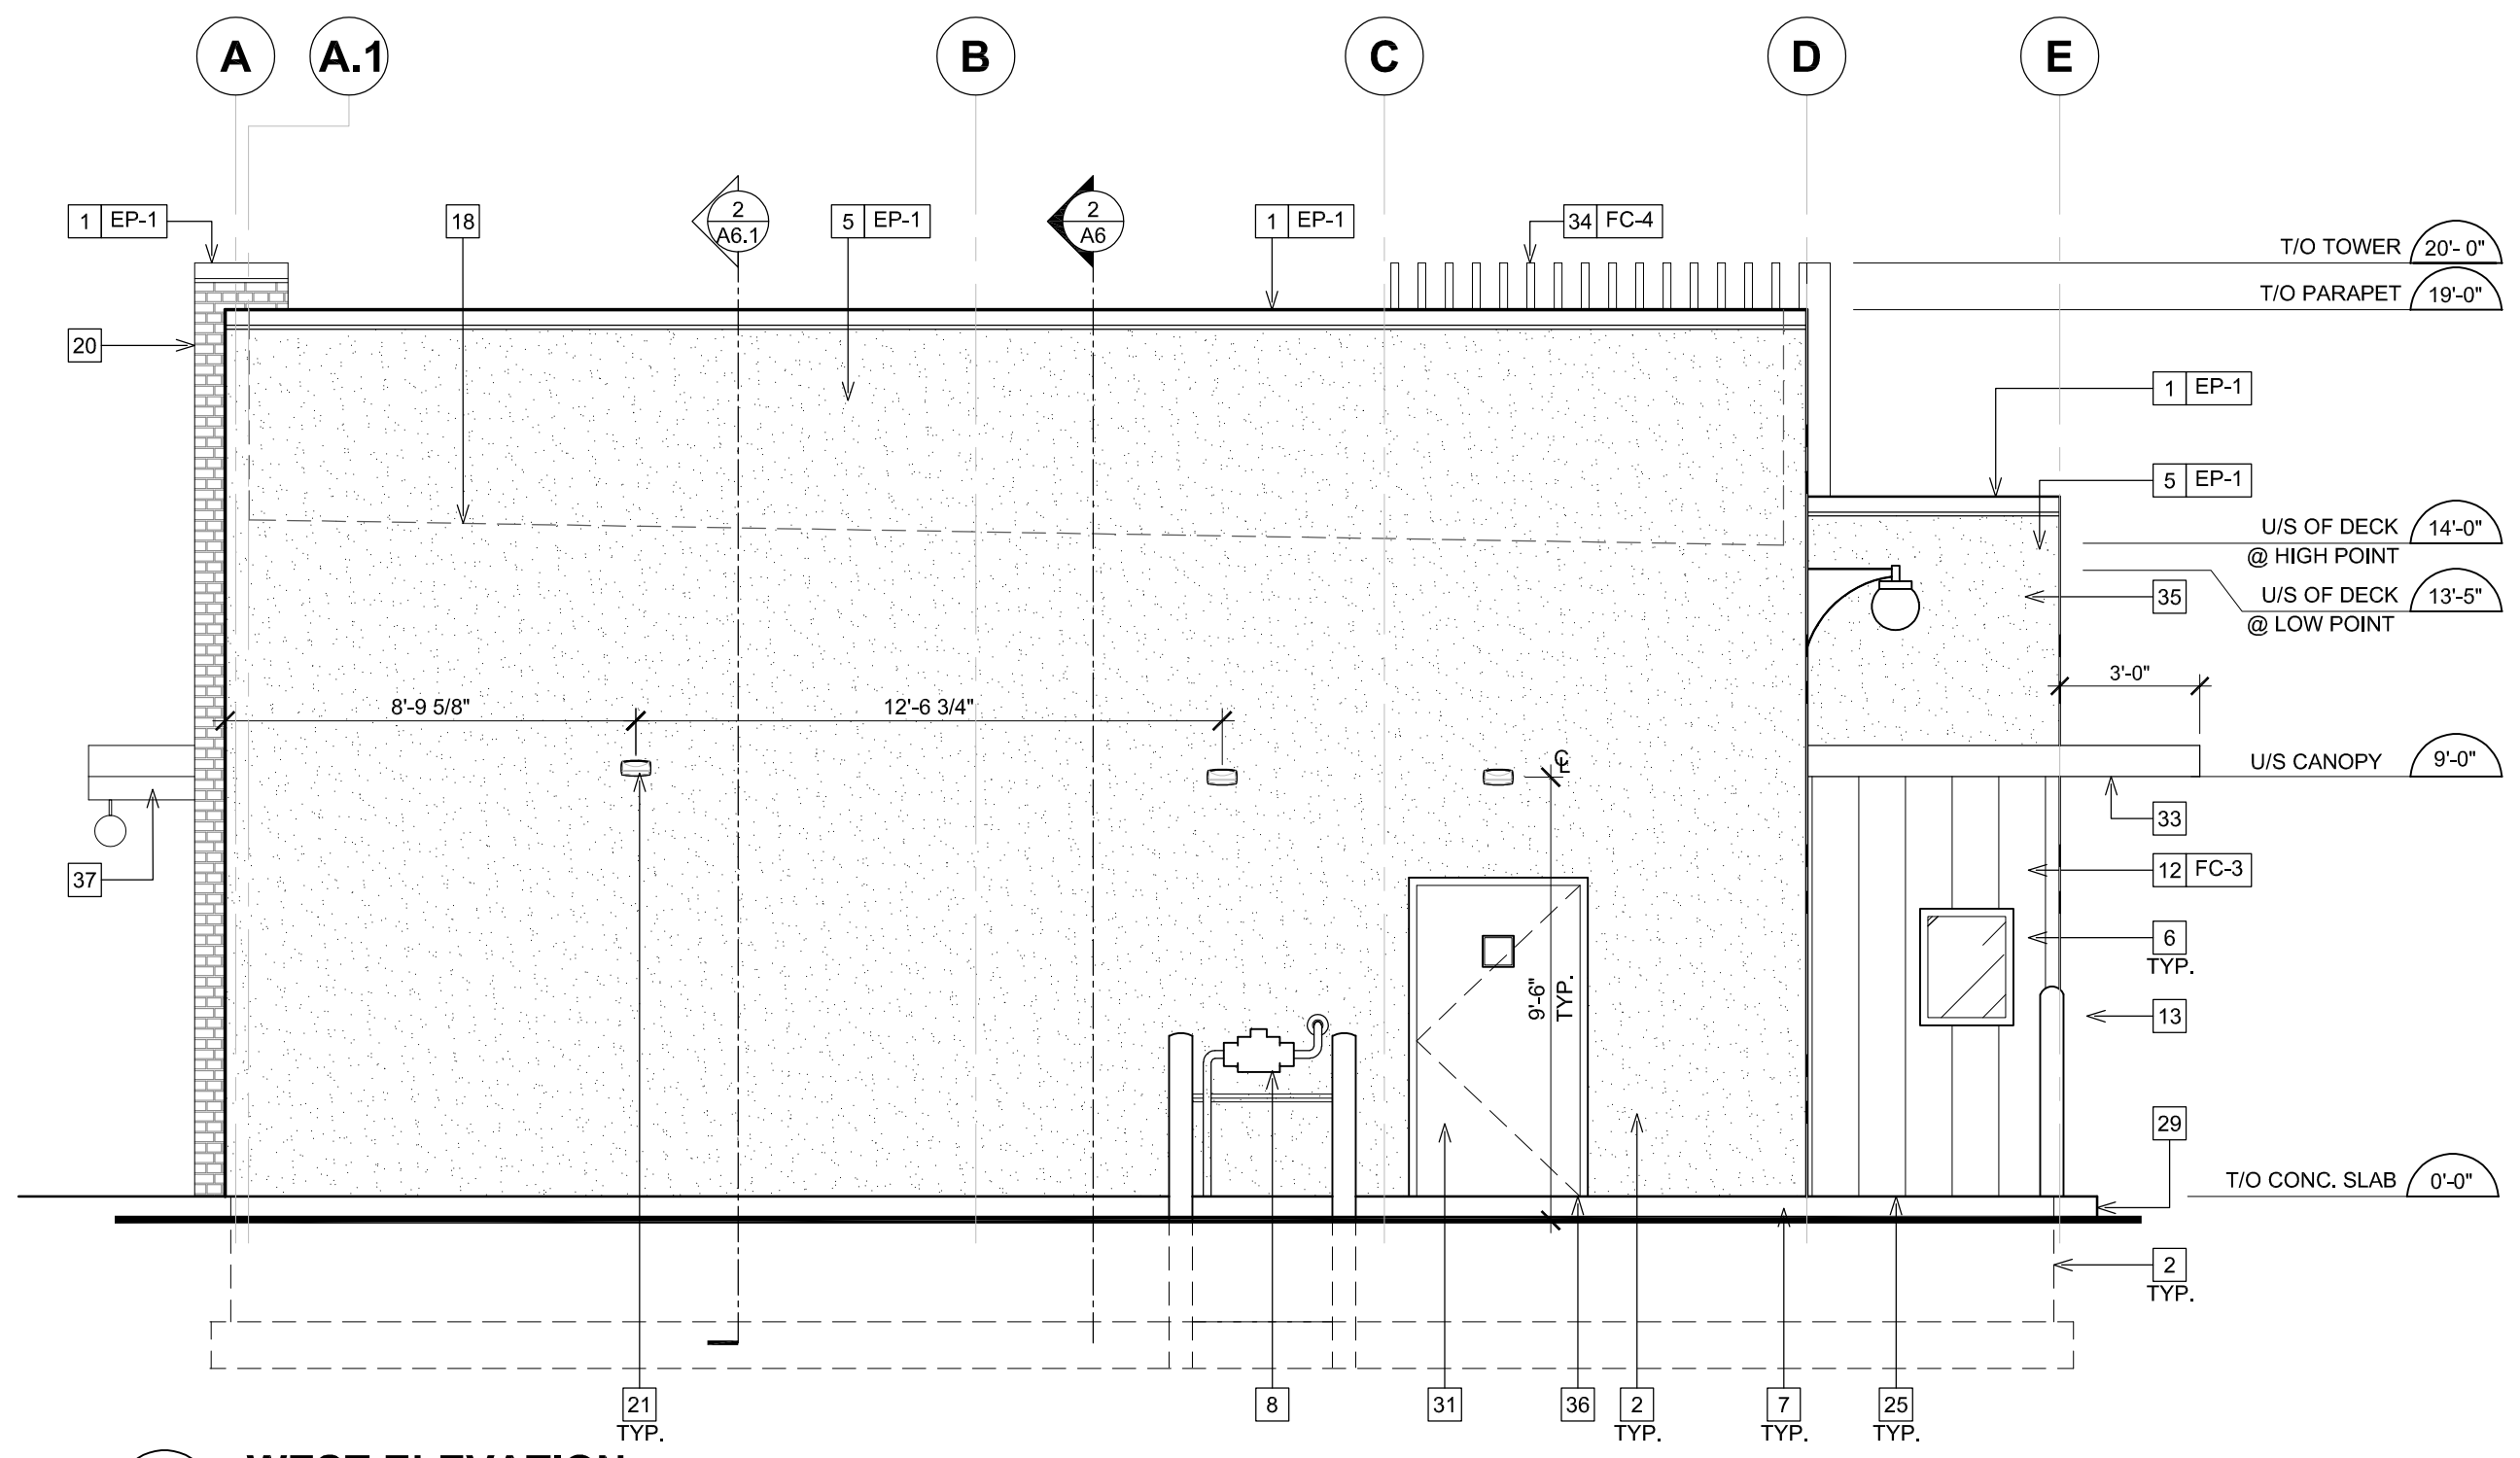 A A.1 B C D E
1 EP-1
18
2
A6.1
5 EP-1
2
A6
1 EP-1
34 FC-4
T/O TOWER 20'- 0"
T/O PARAPET 19'-0"
20
1 EP-1
5 EP-1
U/S OF DECK 14'-0"
@ HIGH POINT
35
U/S OF DECK 13'-5"
@ LOW POINT
3'-0"
8'-9 5/8"
12'-6 3/4"
CL
U/S CANOPY 9'-0"
33
37
12 FC-3
6
TYP.
9'-6"
TYP.
13
29
T/O CONC. SLAB 0'-0"
2
TYP.
21
TYP.
8
31
36
2
TYP.
7
TYP.
25
TYP.
WEST ELEVATION